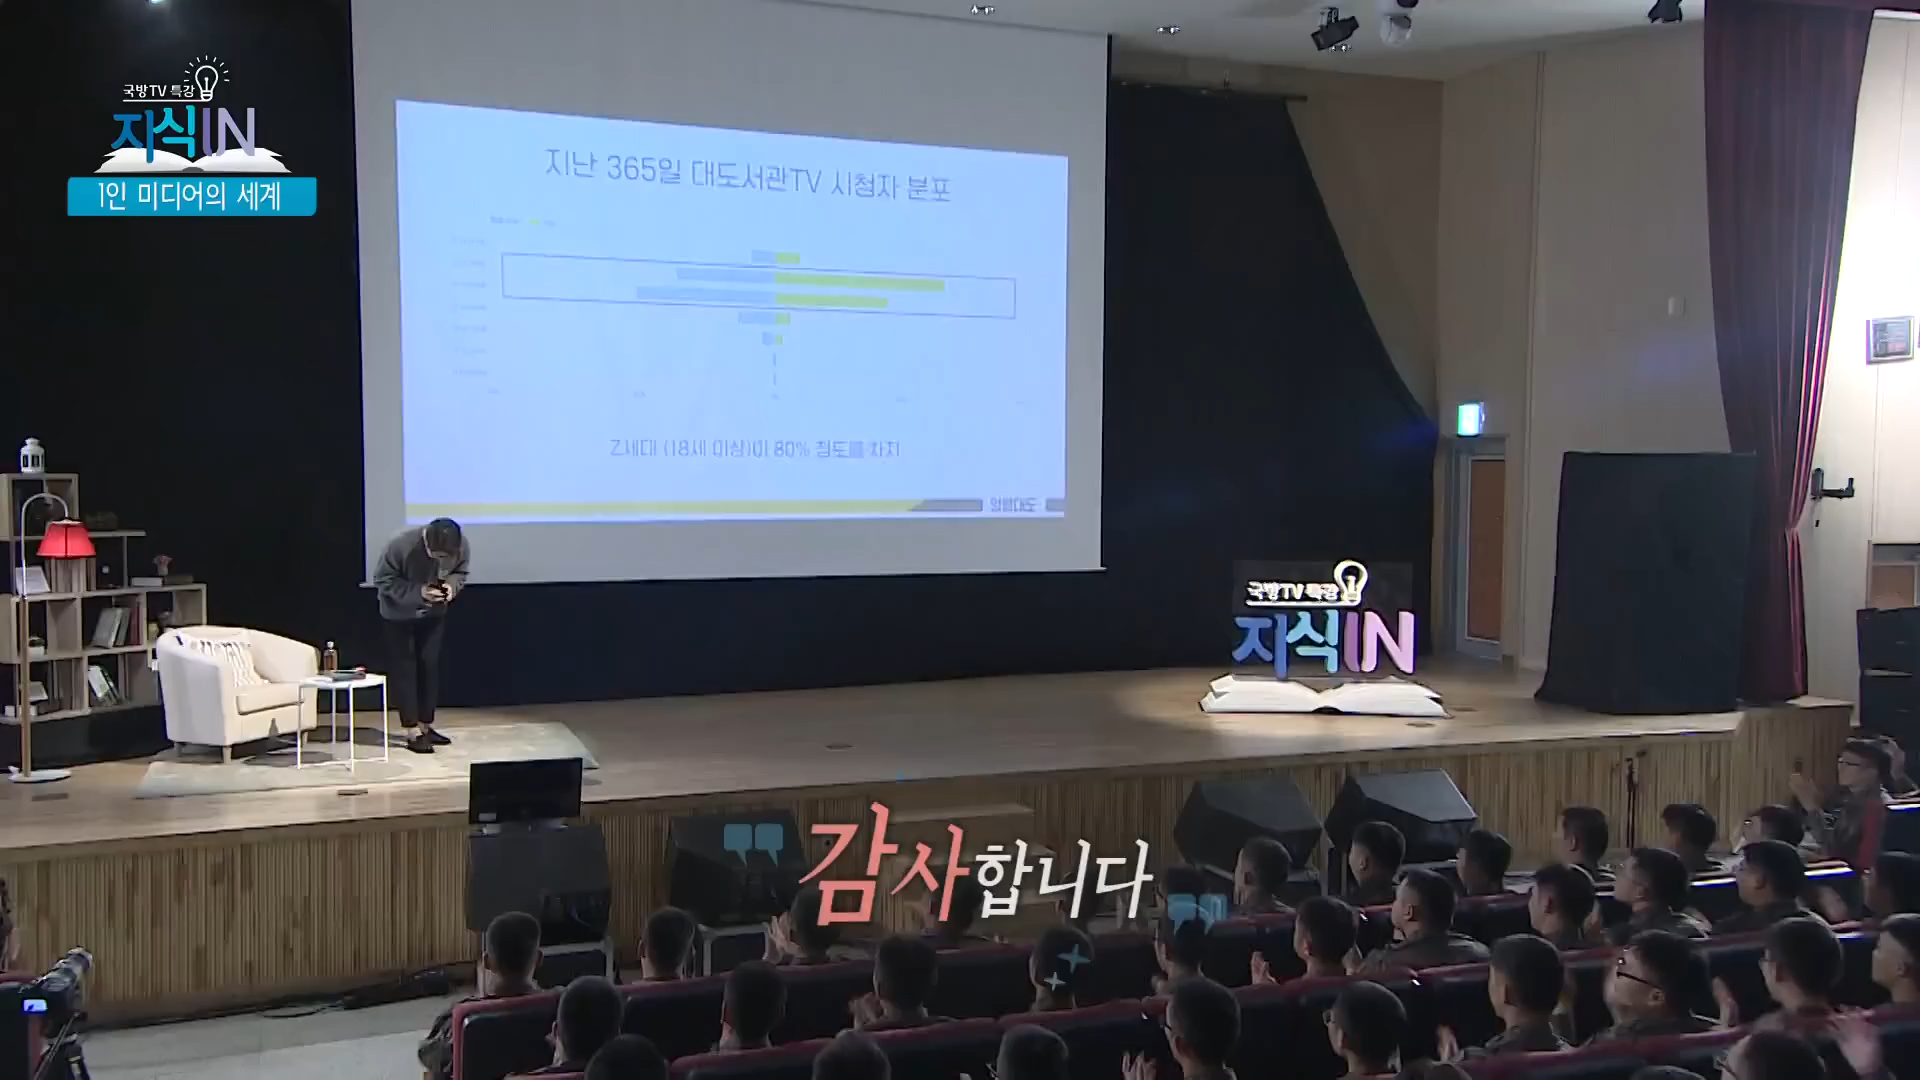 국방TV 특강
지식IN
1인 미디어의 세계
지난 365일 대도서관TV 시청자 분포
Z세대 (18세 이상)이 80% 정도를 차지
국방TV 특강
지식IN
"감사합니다"